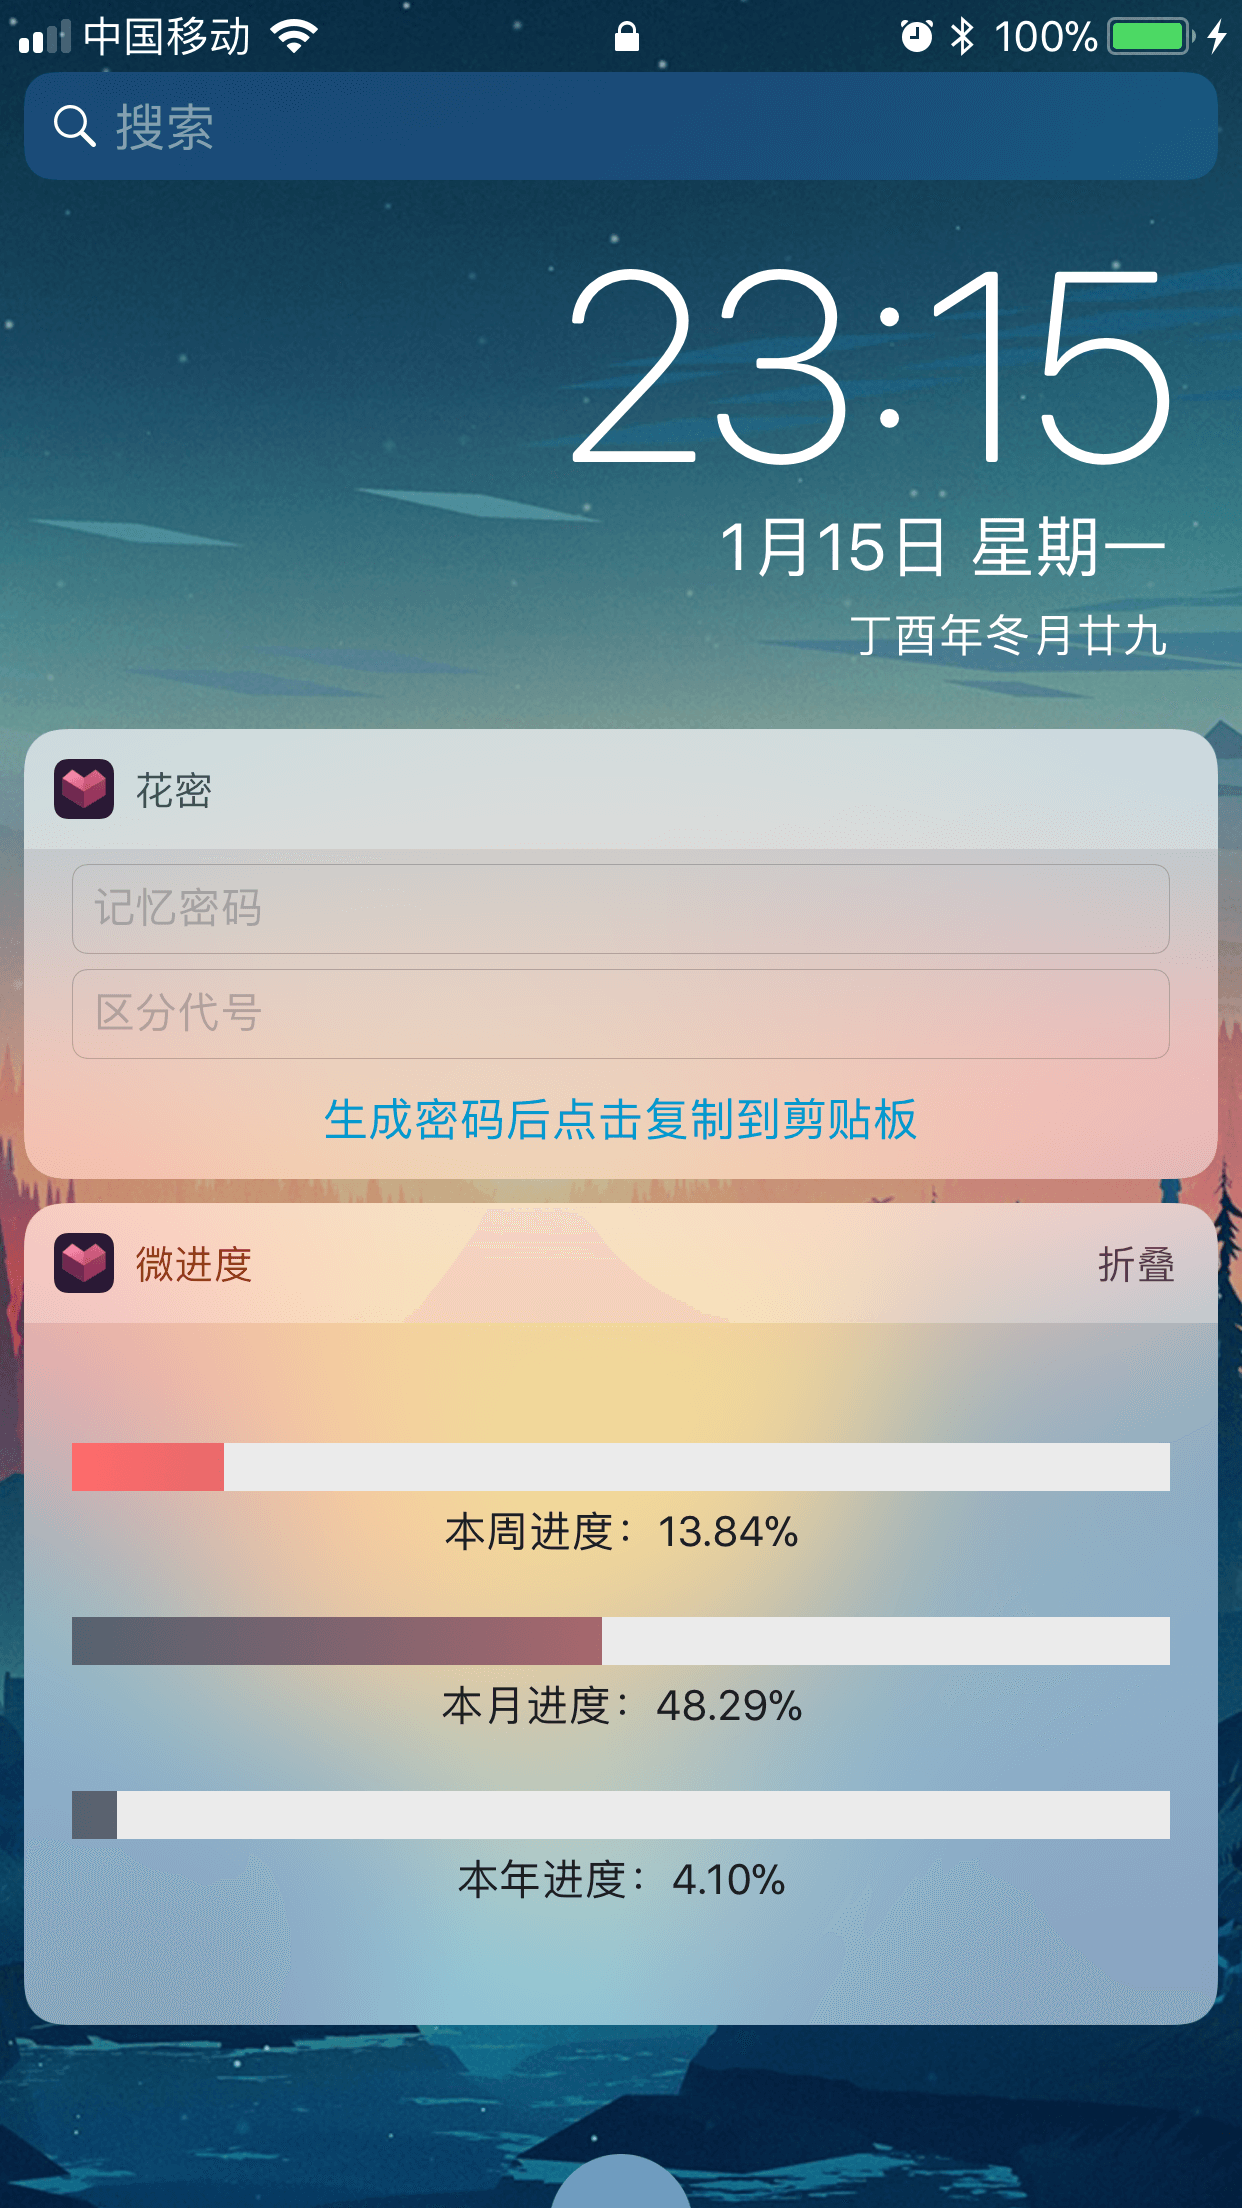 中国移动 100%
搜索
23:15
1月15日 星期一
丁酉年冬月廿九
花密
记忆密码
区分代号
生成密码后点击复制到剪贴板
微进度 折叠
本周进度：13.84%
本月进度：48.29%
本年进度：4.10%